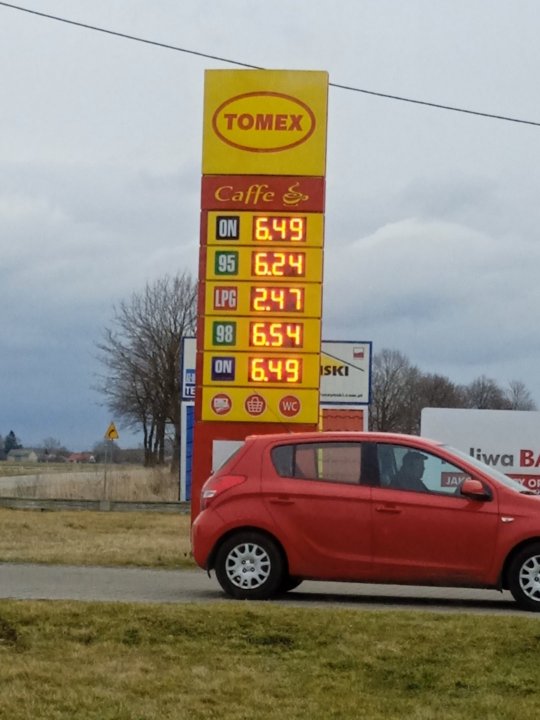 TOMEX
Caffe
ON 6.49
95 6.24
LPG 2.47
98 6.54
ON 6.49
WC
SKI
liwa BA
JAK